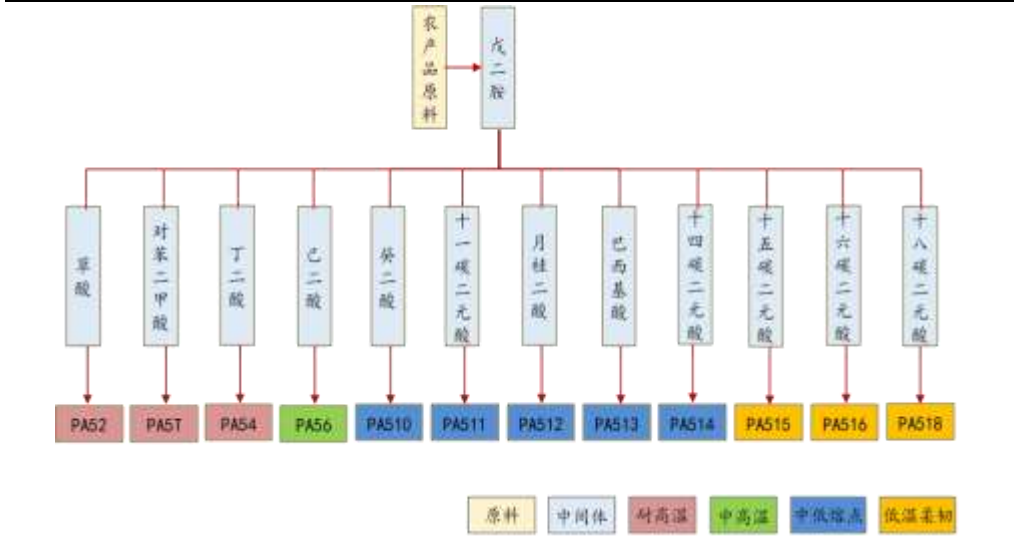 农产品原料
戊二胺
草酸
对苯二甲酸
丁二酸
己二酸
癸二酸
十一碳二元酸
月桂二酸
巴西基酸
十四碳二元酸
十五碳二元酸
十六碳二元酸
十八碳二元酸
PA52
PA5T
PA54
PA56
PA510
PA511
PA512
PA513
PA514
PA515
PA516
PA518
原料
中间体
耐高温
中高温
中低熔点
低温柔韧